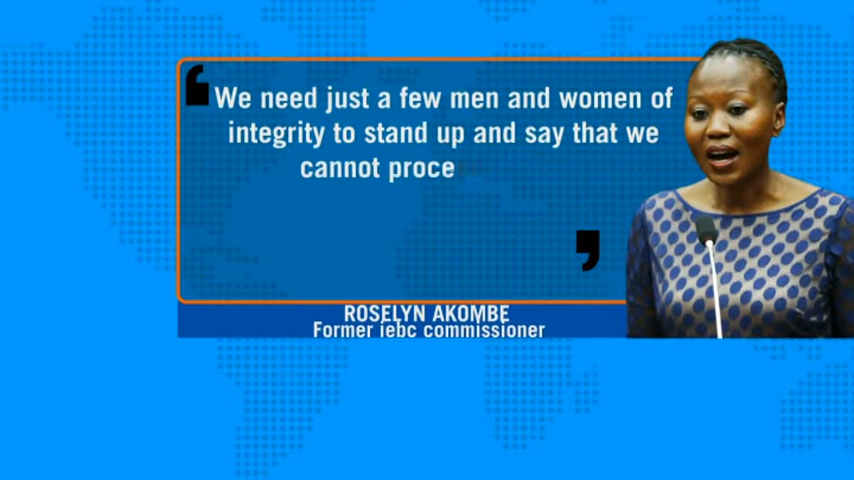 We need just a few men and women of
integrity to stand up and say that we
cannot proce
ROSELYN AKOMBE
Former iebc commissioner